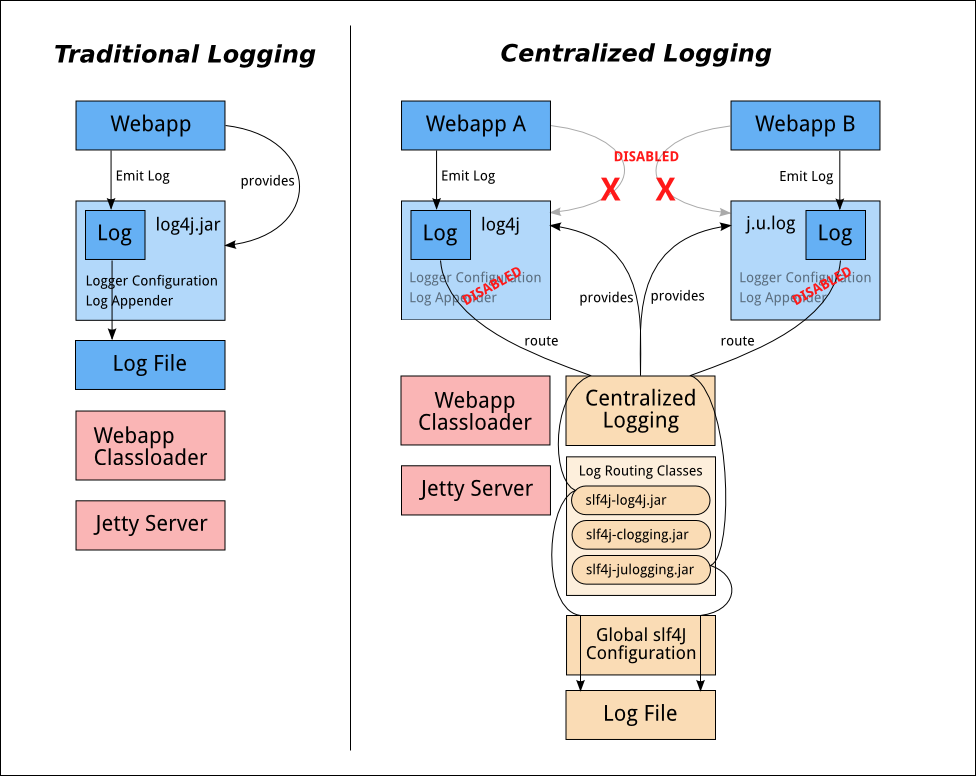 Traditional Logging
Webapp
Emit Log
provides
Log
log4j.jar
Logger Configuration
Log Appender
Log File
Webapp
Classloader
Jetty Server
Centralized Logging
Webapp A
Webapp B
DISABLED
X X
Emit Log
Emit Log
Log
log4j
j.u.log
Log
Logger Configuration
Log Appender
DISABLED
Logger Configuration
Log Appender
DISABLED
provides
provides
route
route
Webapp
Classloader
Jetty Server
Centralized
Logging
Log Routing Classes
slf4j-log4j.jar
slf4j-clogging.jar
slf4j-julogging.jar
Global slf4J
Configuration
Log File